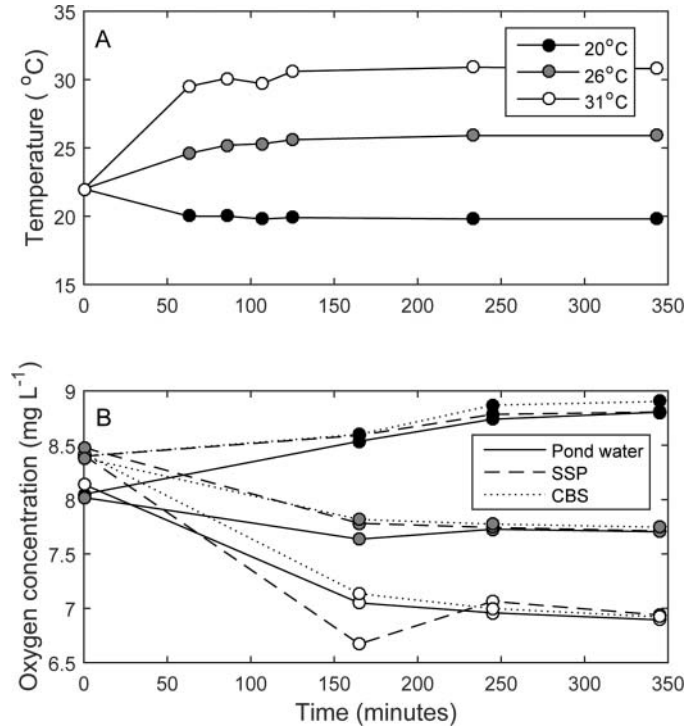 35
A
20°C
30
26°C
31°C
25
20
15
0 50 100 150 200 250 300 350
Temperature ( °C)
9
B
8.5
Pond water
SSP
8
CBS
7.5
7
6.5
0 50 100 150 200 250 300 350
Oxygen concentration (mg L⁻¹)
Time (minutes)